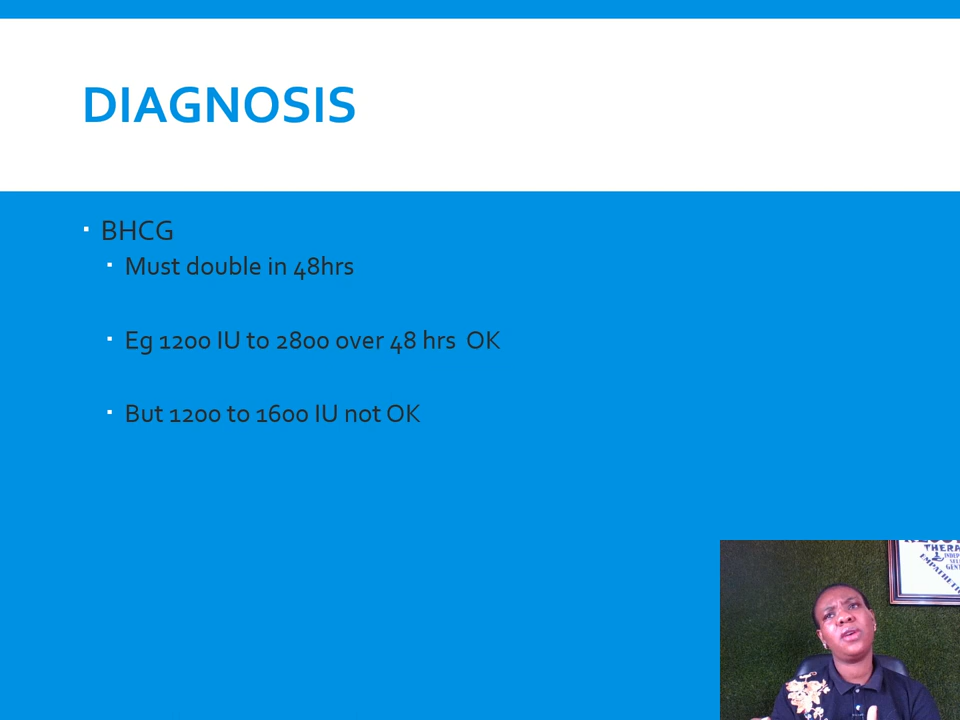 DIAGNOSIS
▪ BHCG
▪ Must double in 48hrs
▪ Eg 1200 IU to 2800 over 48 hrs OK
▪ But 1200 to 1600 IU not OK